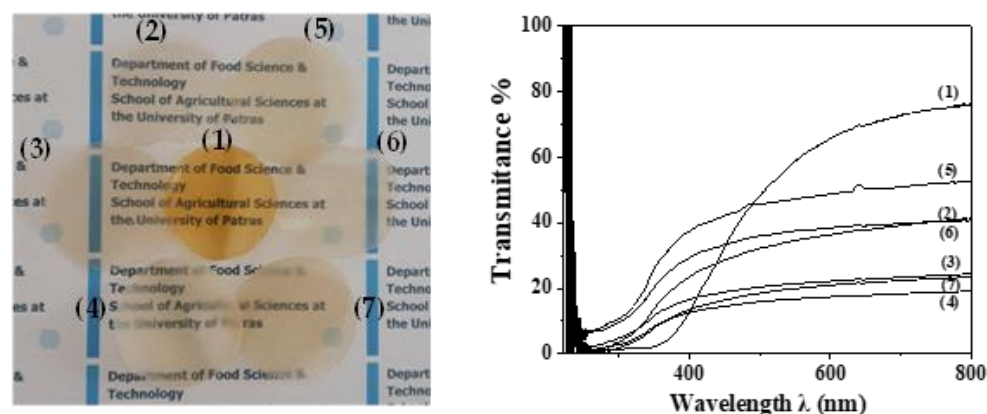 the University of Patras
the Uni
(2)
(5)
Department of Food Science &
Technology
School of Agricultural Sciences at
the University of Patras
Depart
Techno
School
the Uni
&
es at
(3)
(1)
(6)
Department of Food Science &
Technology
School of Agricultural Sciences at
the University of Patras
Depart
Techno
School
the Uni
&
es at
(4)
(7)
Department of Food Science &
Technology
School of Agricultural Sciences at
the University of Patras
Depart
Techno
School
the Uni
&
es at
Department of Food Science &
Technology
Depart
Techno
&
Transmitance %
100
80
60
40
20
0
(1)
(5)
(2)
(6)
(3)
(7)
(4)
400
600
800
Wavelength λ (nm)